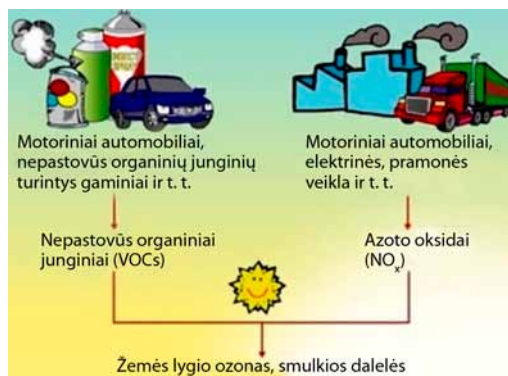 Motoriniai automobiliai,
nepastovūs organinių junginių
turintys gaminiai ir t. t.
Motoriniai automobiliai,
elektrinės, pramonės
veikla ir t. t.
Nepastovūs organiniai
junginiai (VOCs)
Azoto oksidai
(NOₓ)
Žemės lygio ozonas, smulkios dalelės